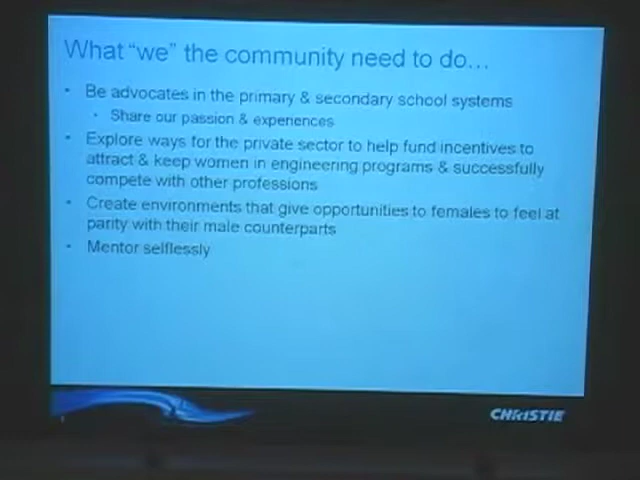 What "we" the community need to do...
• Be advocates in the primary & secondary school systems
• Share our passion & experiences
• Explore ways for the private sector to help fund incentives to
attract & keep women in engineering programs & successfully
compete with other professions
• Create environments that give opportunities to females to feel at
parity with their male counterparts
• Mentor selflessly
CHRISTIE